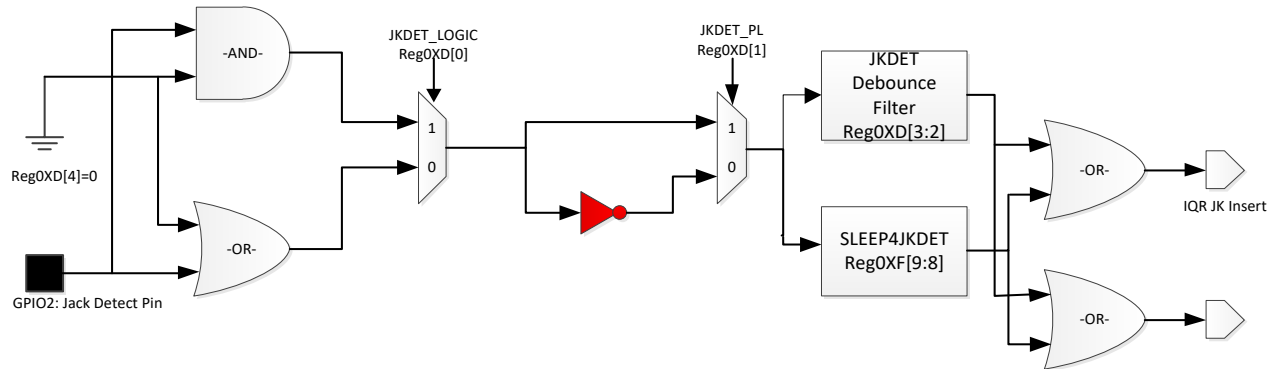 -AND-
JKDET_LOGIC
Reg0XD[0]
JKDET_PL
Reg0XD[1]
JKDET
Debounce
Filter
Reg0XD[3:2]
1
0
1
0
Reg0XD[4]=0
-OR-
IQR JK Insert
-OR-
SLEEP4JKDET
Reg0XF[9:8]
GPIO2: Jack Detect Pin
-OR-